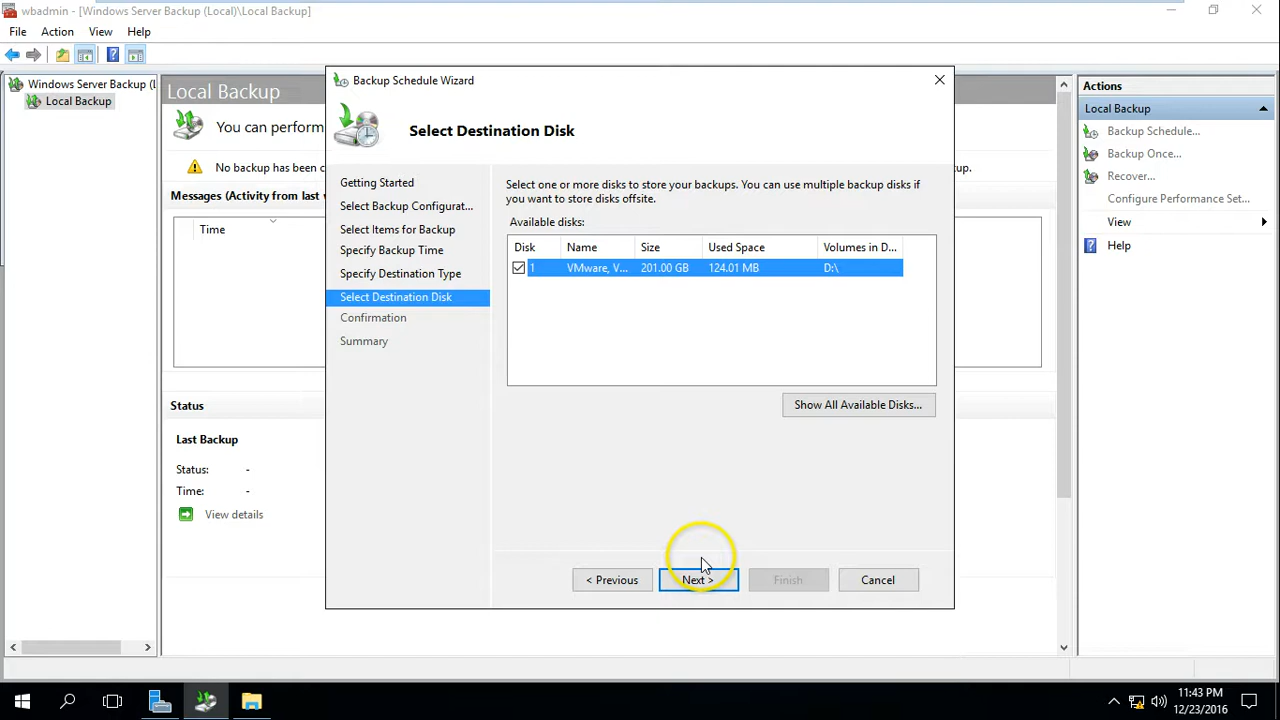 wbadmin - [Windows Server Backup (Local)\Local Backup]
File Action View Help
Windows Server Backup (L
Local Backup
Local Backup
You can perform
No backup has been c
up.
Messages (Activity from last
Time
Status
Last Backup
Status: -
Time: -
View details
Backup Schedule Wizard
Select Destination Disk
Getting Started
Select Backup Configurat...
Select Items for Backup
Specify Backup Time
Specify Destination Type
Select Destination Disk
Confirmation
Summary
Select one or more disks to store your backups. You can use multiple backup disks if
you want to store disks offsite.
Available disks:
Disk Name Size Used Space Volumes in D...
1 VMware, V... 201.00 GB 124.01 MB D:\
Show All Available Disks...
< Previous Next > Finish Cancel
Actions
Local Backup
Backup Schedule...
Backup Once...
Recover...
Configure Performance Set...
View
Help
11:43 PM
12/23/2016